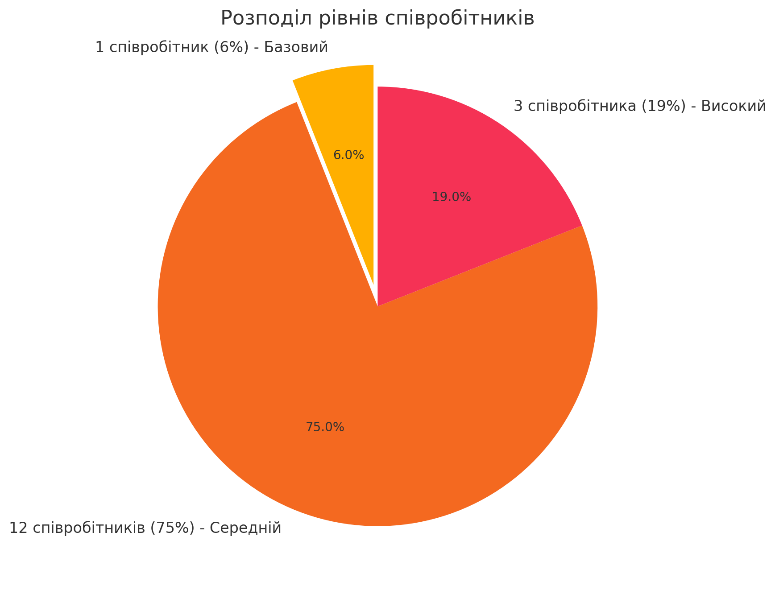 Розподіл рівнів співробітників
1 співробітник (6%) - Базовий
3 співробітника (19%) - Високий
6.0%
19.0%
75.0%
12 співробітників (75%) - Середній